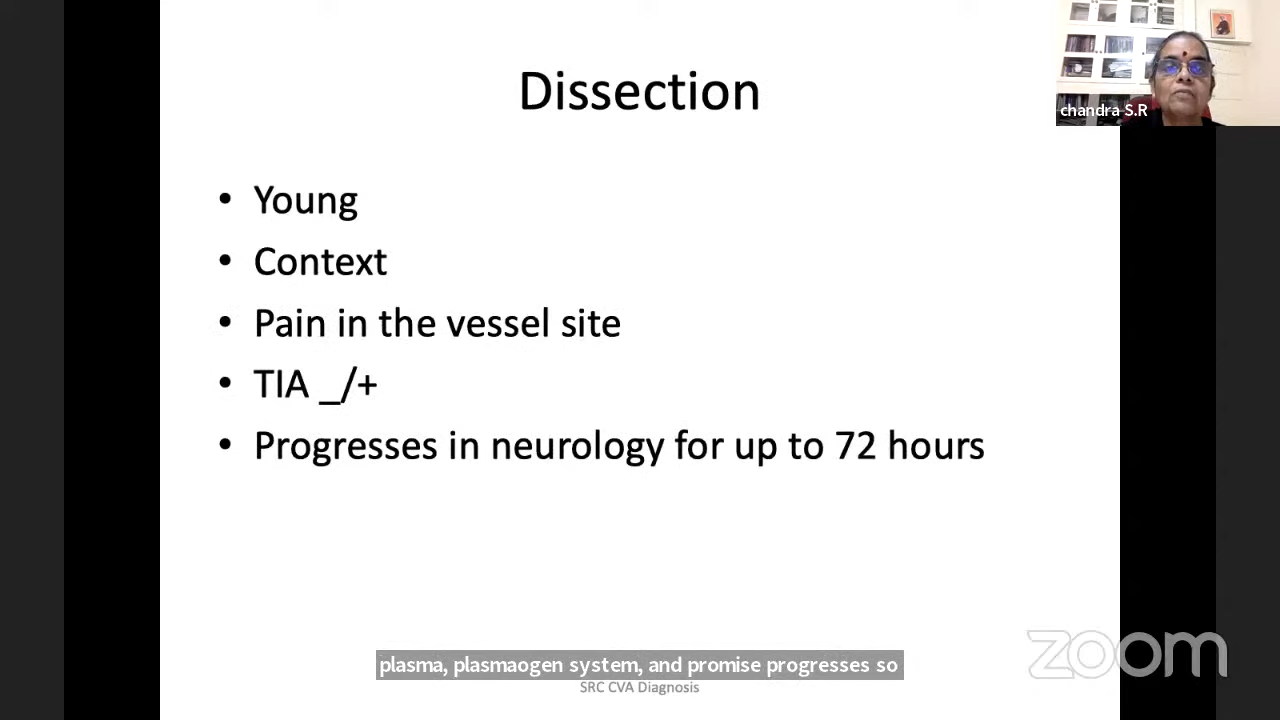 Dissection
chandra S.R
• Young
• Context
• Pain in the vessel site
• TIA _/+
• Progresses in neurology for up to 72 hours
plasma, plasmaogen system, and promise progresses so
SRC CVA Diagnosis
zoom